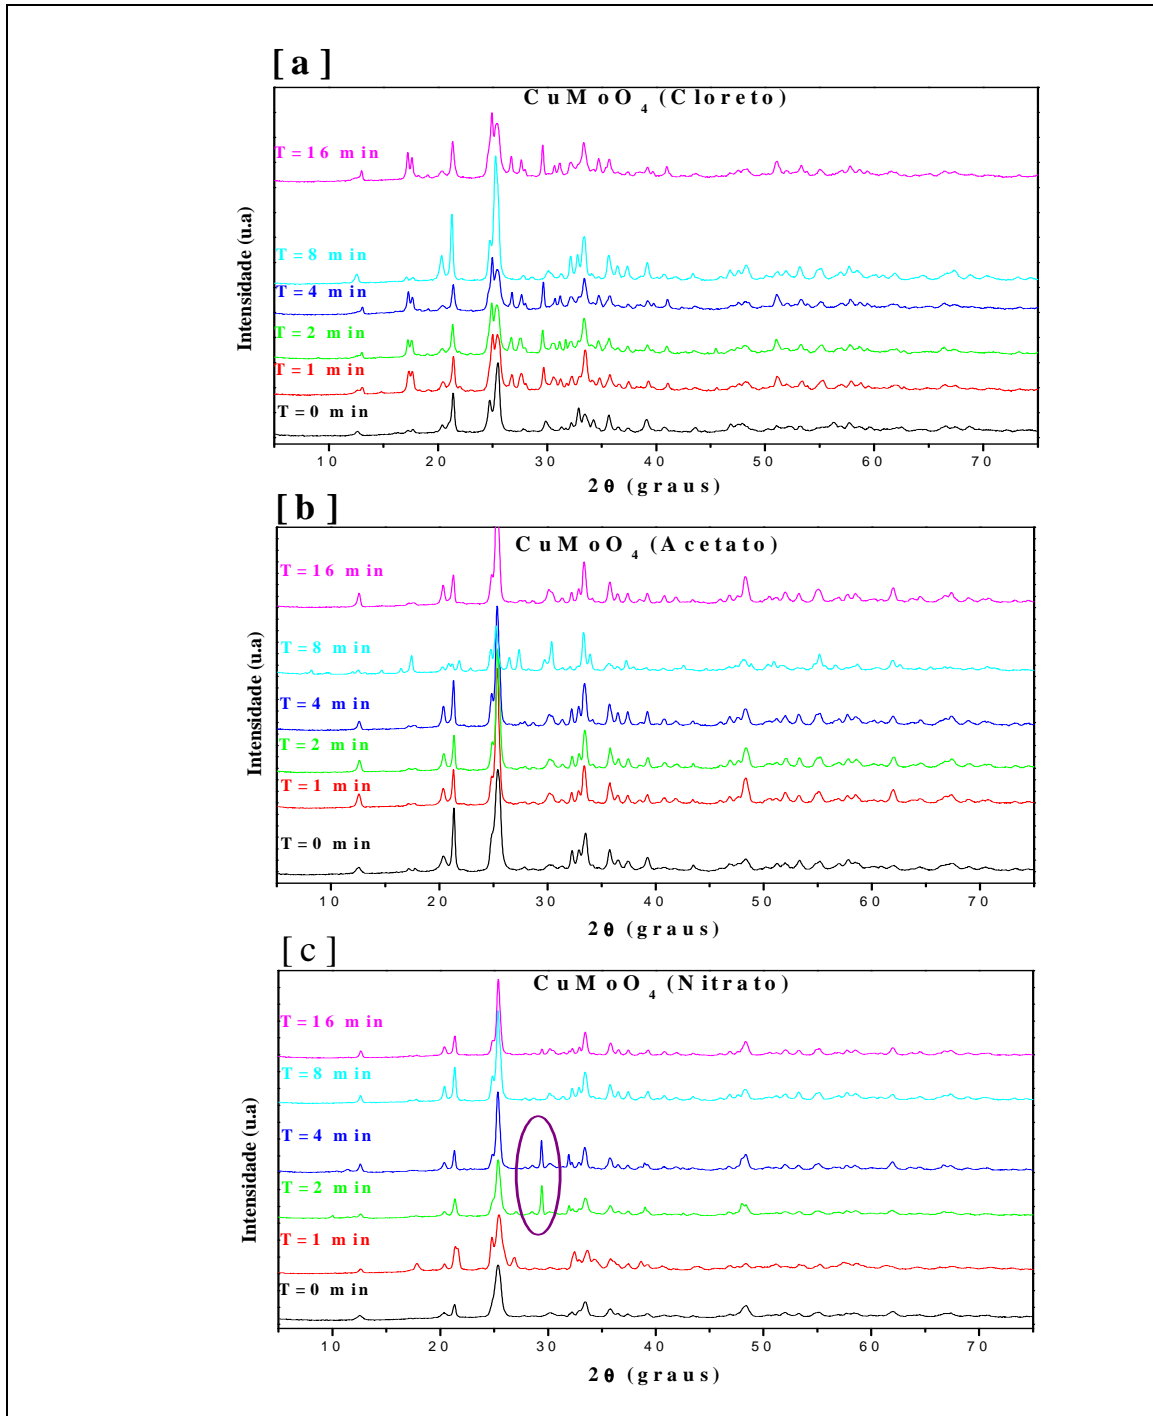 [a]
CuMoO4 (Cloreto)
T=16 min
T=8 min
T=4 min
T=2 min
T=1 min
T=0 min
Intensidade (u.a)
10 20 30 40 50 60 70
2θ (graus)
[b]
CuMoO4 (Acetato)
T=16 min
T=8 min
T=4 min
T=2 min
T=1 min
T=0 min
Intensidade (u.a)
10 20 30 40 50 60 70
2θ (graus)
[c]
CuMoO4 (Nitrato)
T=16 min
T=8 min
T=4 min
T=2 min
T=1 min
T=0 min
Intensidade (u.a)
10 20 30 40 50 60 70
2θ (graus)